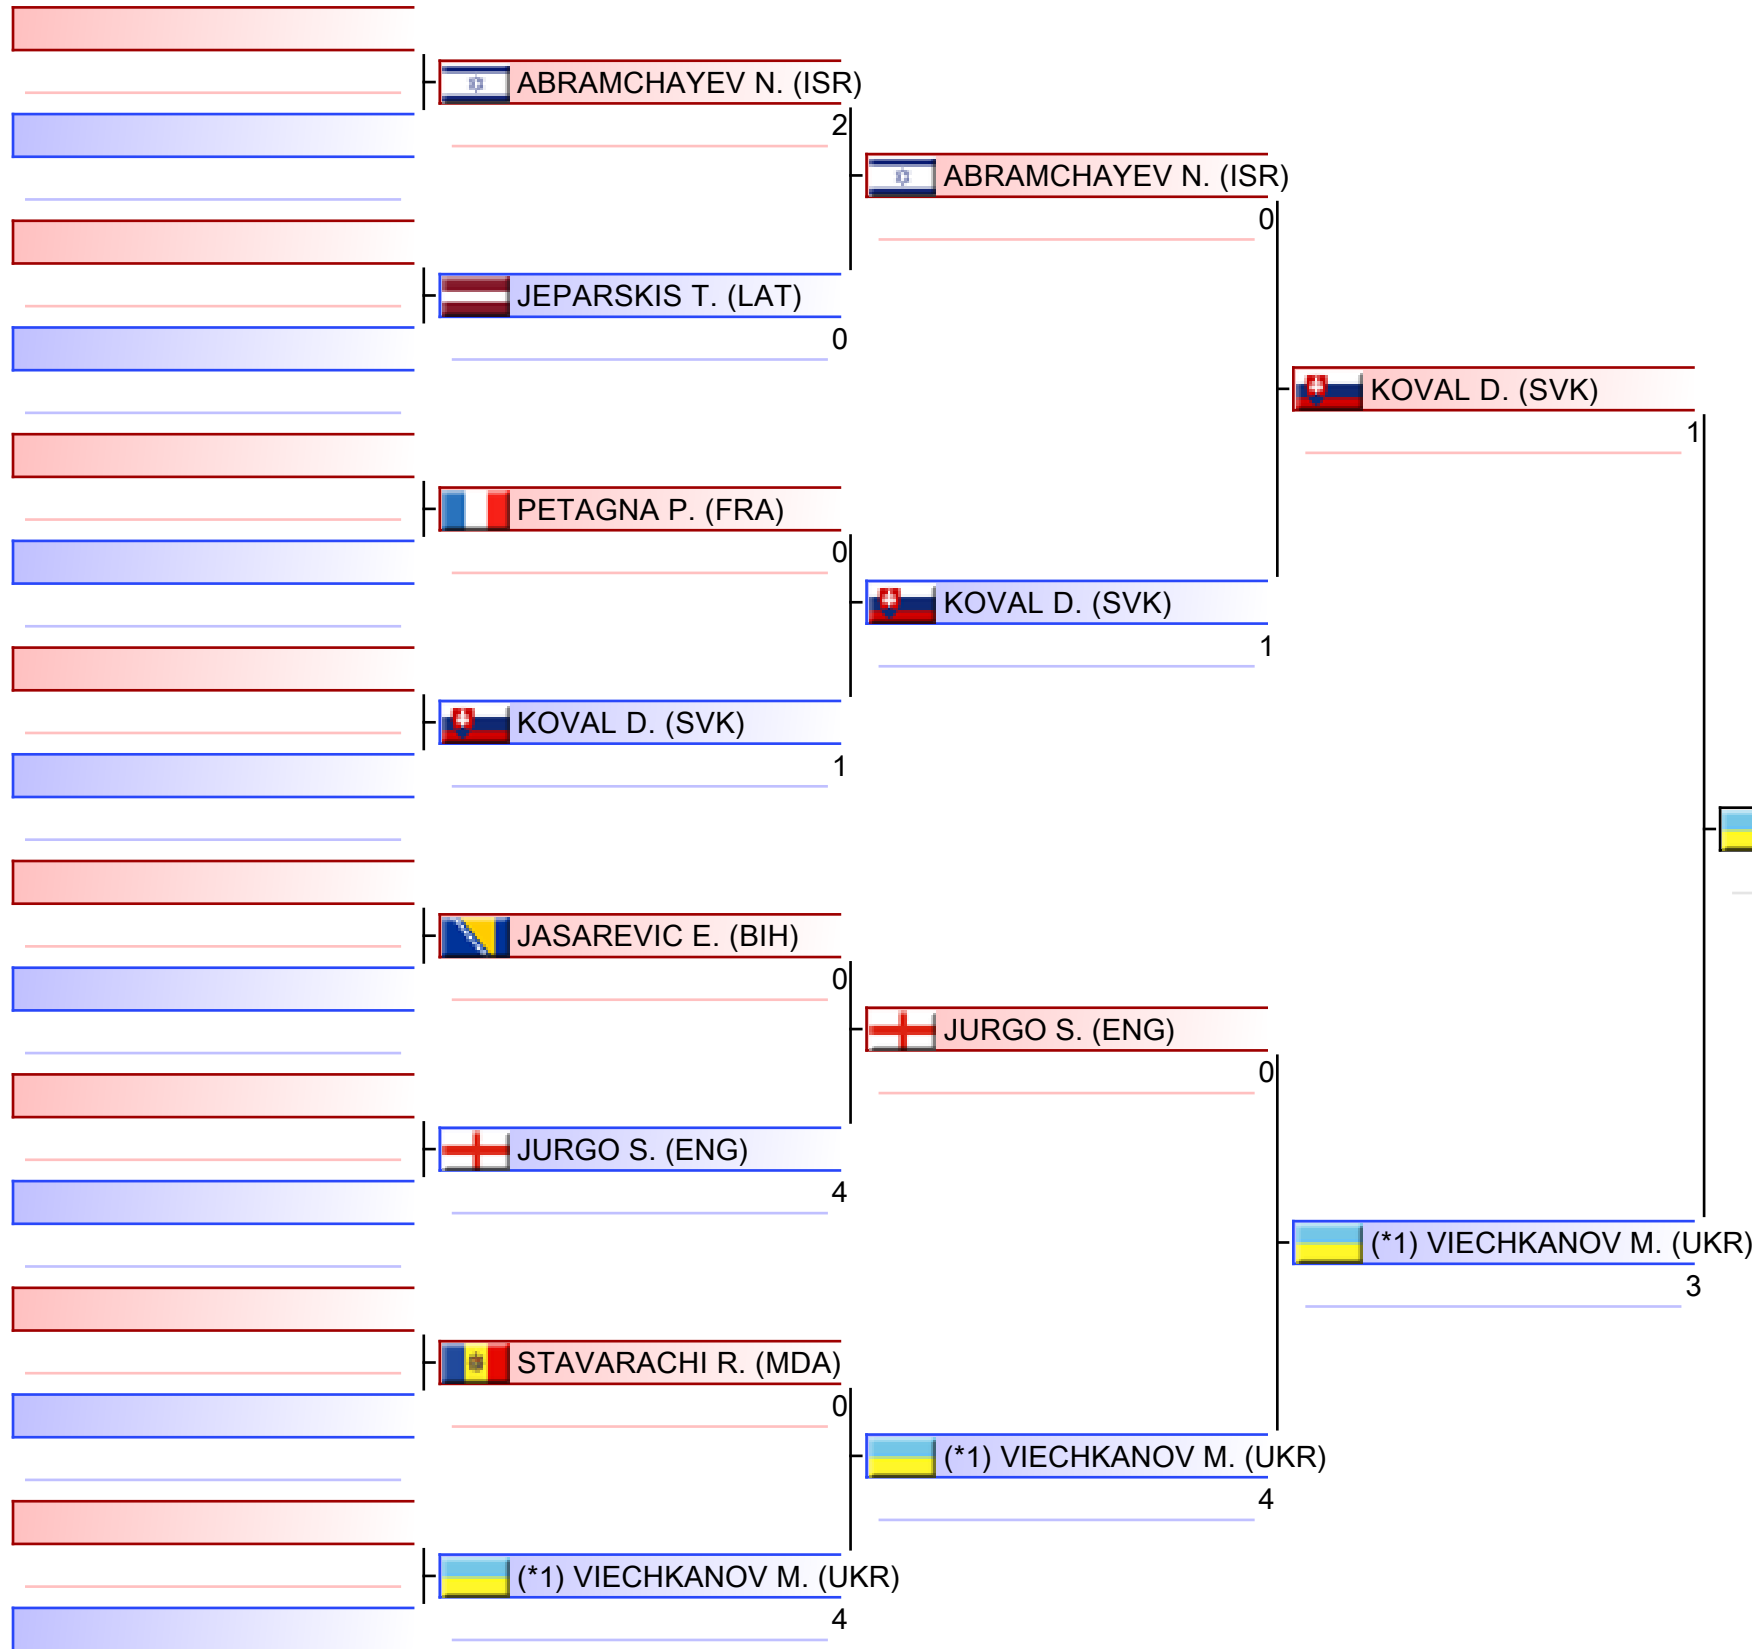 ABRAMCHAYEV N. (ISR)
2
ABRAMCHAYEV N. (ISR)
0
JEPARSKIS T. (LAT)
0
KOVAL D. (SVK)
1
PETAGNA P. (FRA)
0
KOVAL D. (SVK)
1
KOVAL D. (SVK)
1
JASAREVIC E. (BIH)
0
JURGO S. (ENG)
0
JURGO S. (ENG)
4
(*1) VIECHKANOV M. (UKR)
3
STAVARACHI R. (MDA)
0
(*1) VIECHKANOV M. (UKR)
4
(*1) VIECHKANOV M. (UKR)
4